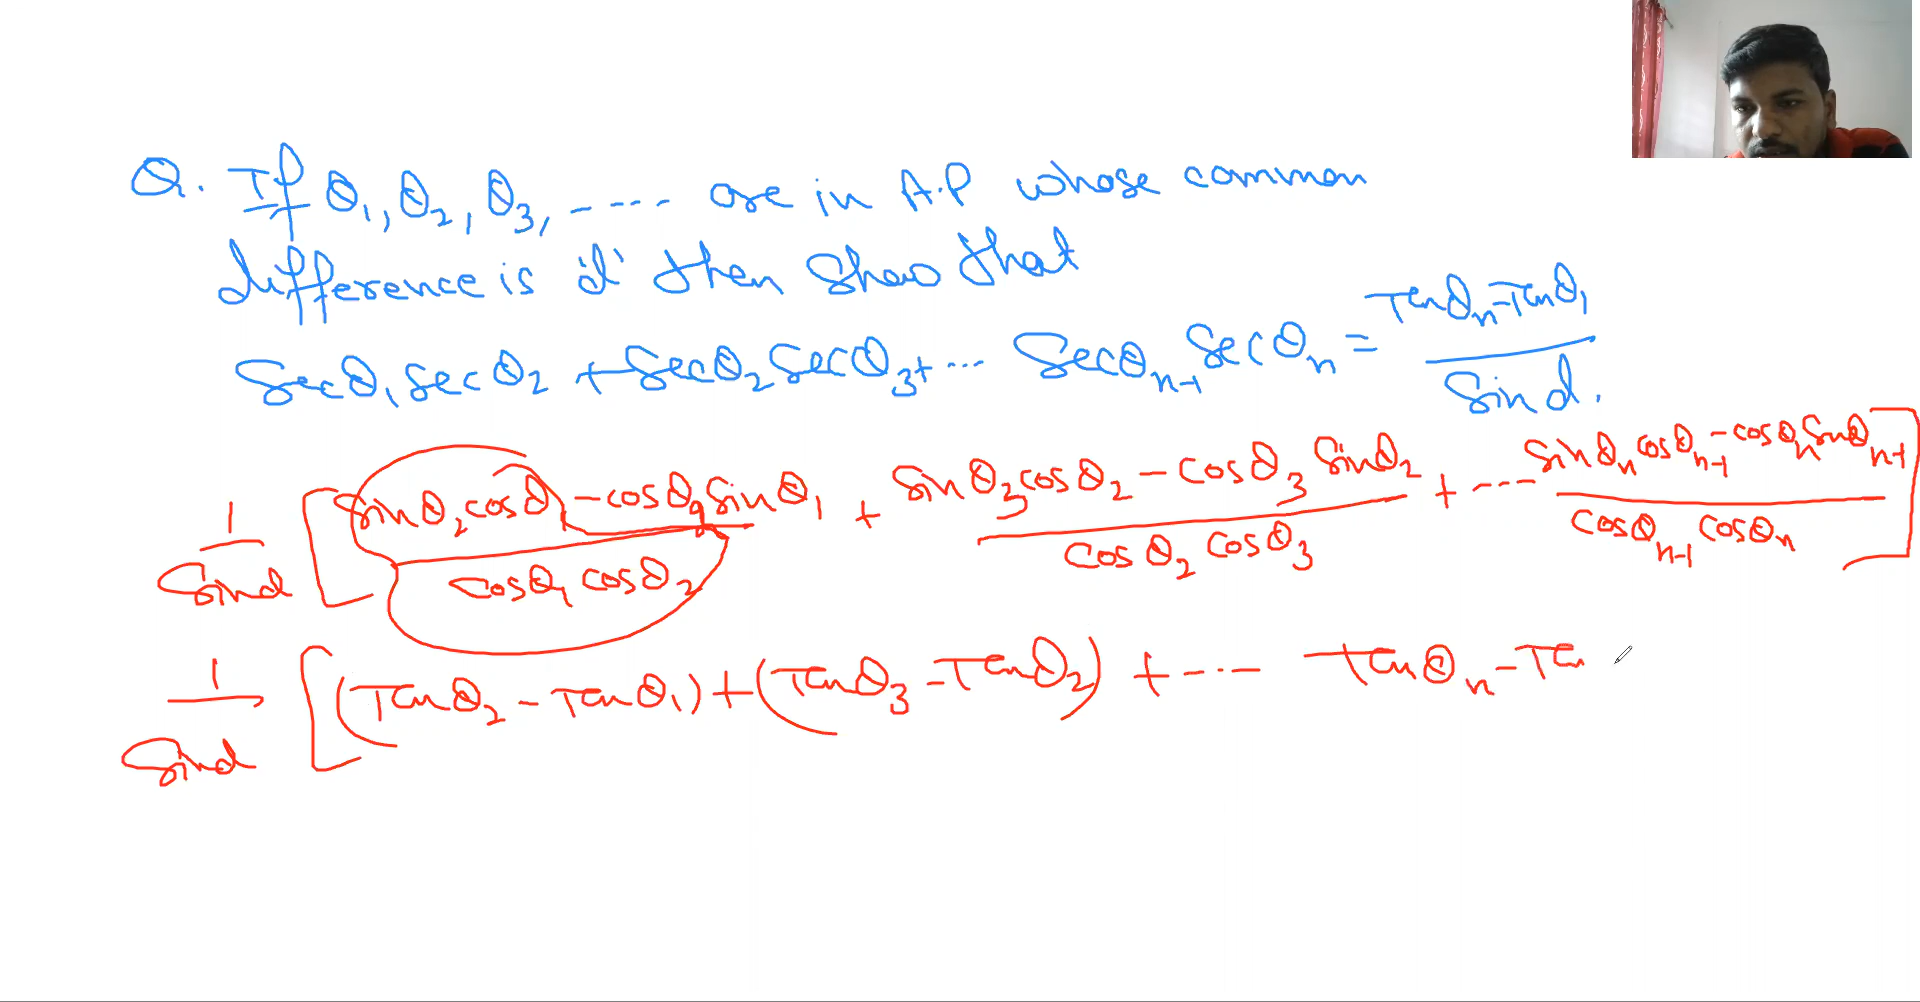 Q. If θ₁, θ₂, θ₃, ---- are in A.P whose common
difference is 'd' then show that
Secθ₁ Secθ₂ + Secθ₂ Secθ₃ + ... Secθₙ₋₁ Secθₙ = (Tanθₙ - Tanθ₁) / Sin d.
1/Sind [ (Sinθ₂ cosθ₁ - cosθ₂ Sinθ₁) / (cosθ₁ cosθ₂) + (Sinθ₃ cosθ₂ - cosθ₃ Sinθ₂) / (cosθ₂ cosθ₃) + ---- (Sinθₙ cosθₙ₋₁ - cosθₙ Sinθₙ₋₁) / (cosθₙ₋₁ cosθₙ) ]
1/Sind [ (Tanθ₂ - Tanθ₁) + (Tanθ₃ - Tanθ₂) + ---- Tanθₙ - Tan